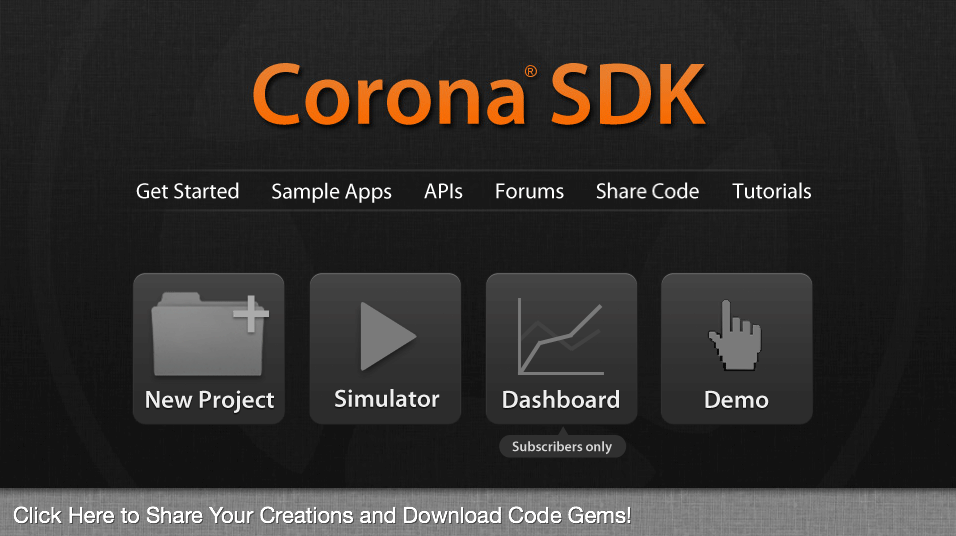 Corona® SDK
Get Started Sample Apps APIs Forums Share Code Tutorials
New Project Simulator Dashboard Demo
Subscribers only
Click Here to Share Your Creations and Download Code Gems!